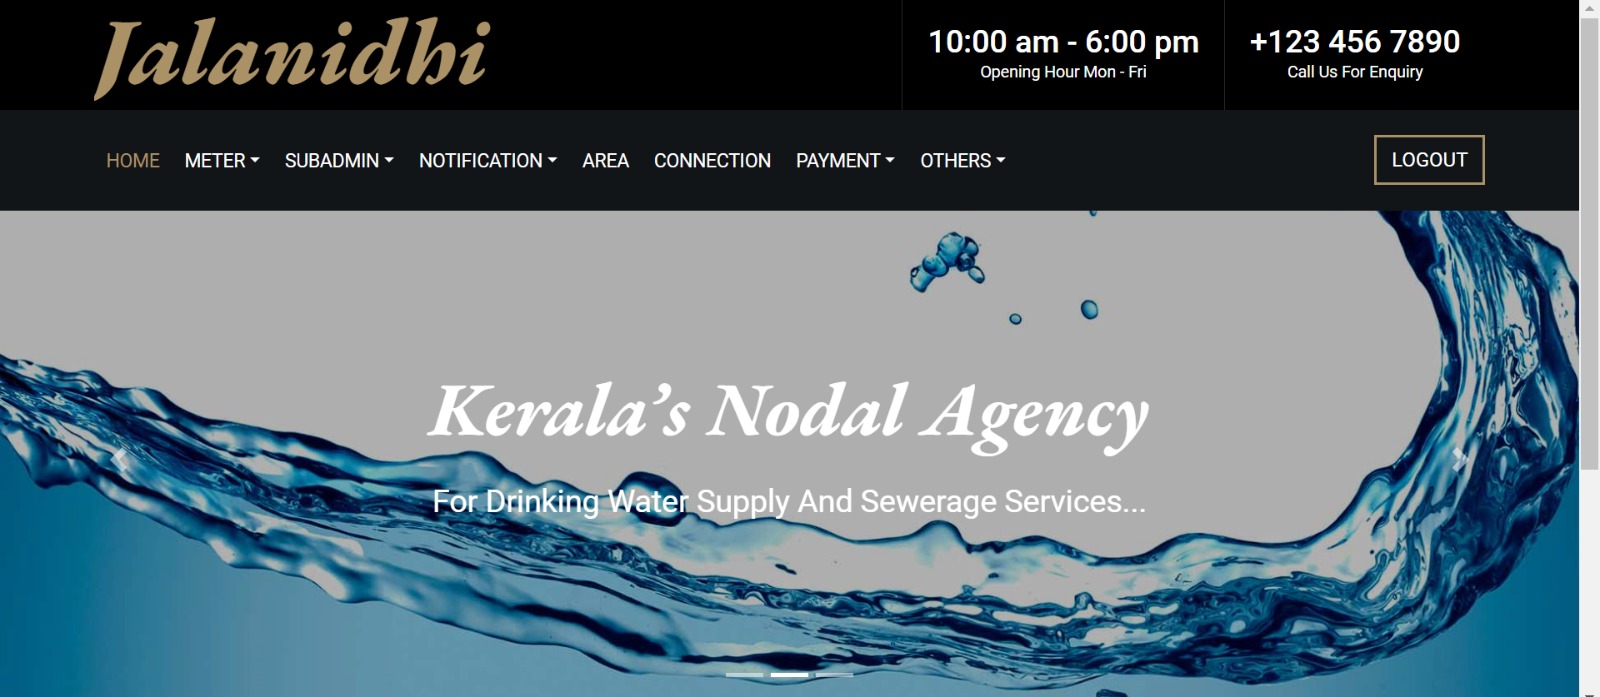 Jalanidhi
10:00 am - 6:00 pm
Opening Hour Mon - Fri
+123 456 7890
Call Us For Enquiry
HOME METER SUBADMIN NOTIFICATION AREA CONNECTION PAYMENT OTHERS LOGOUT
Kerala’s Nodal Agency
For Drinking Water Supply And Sewerage Services...